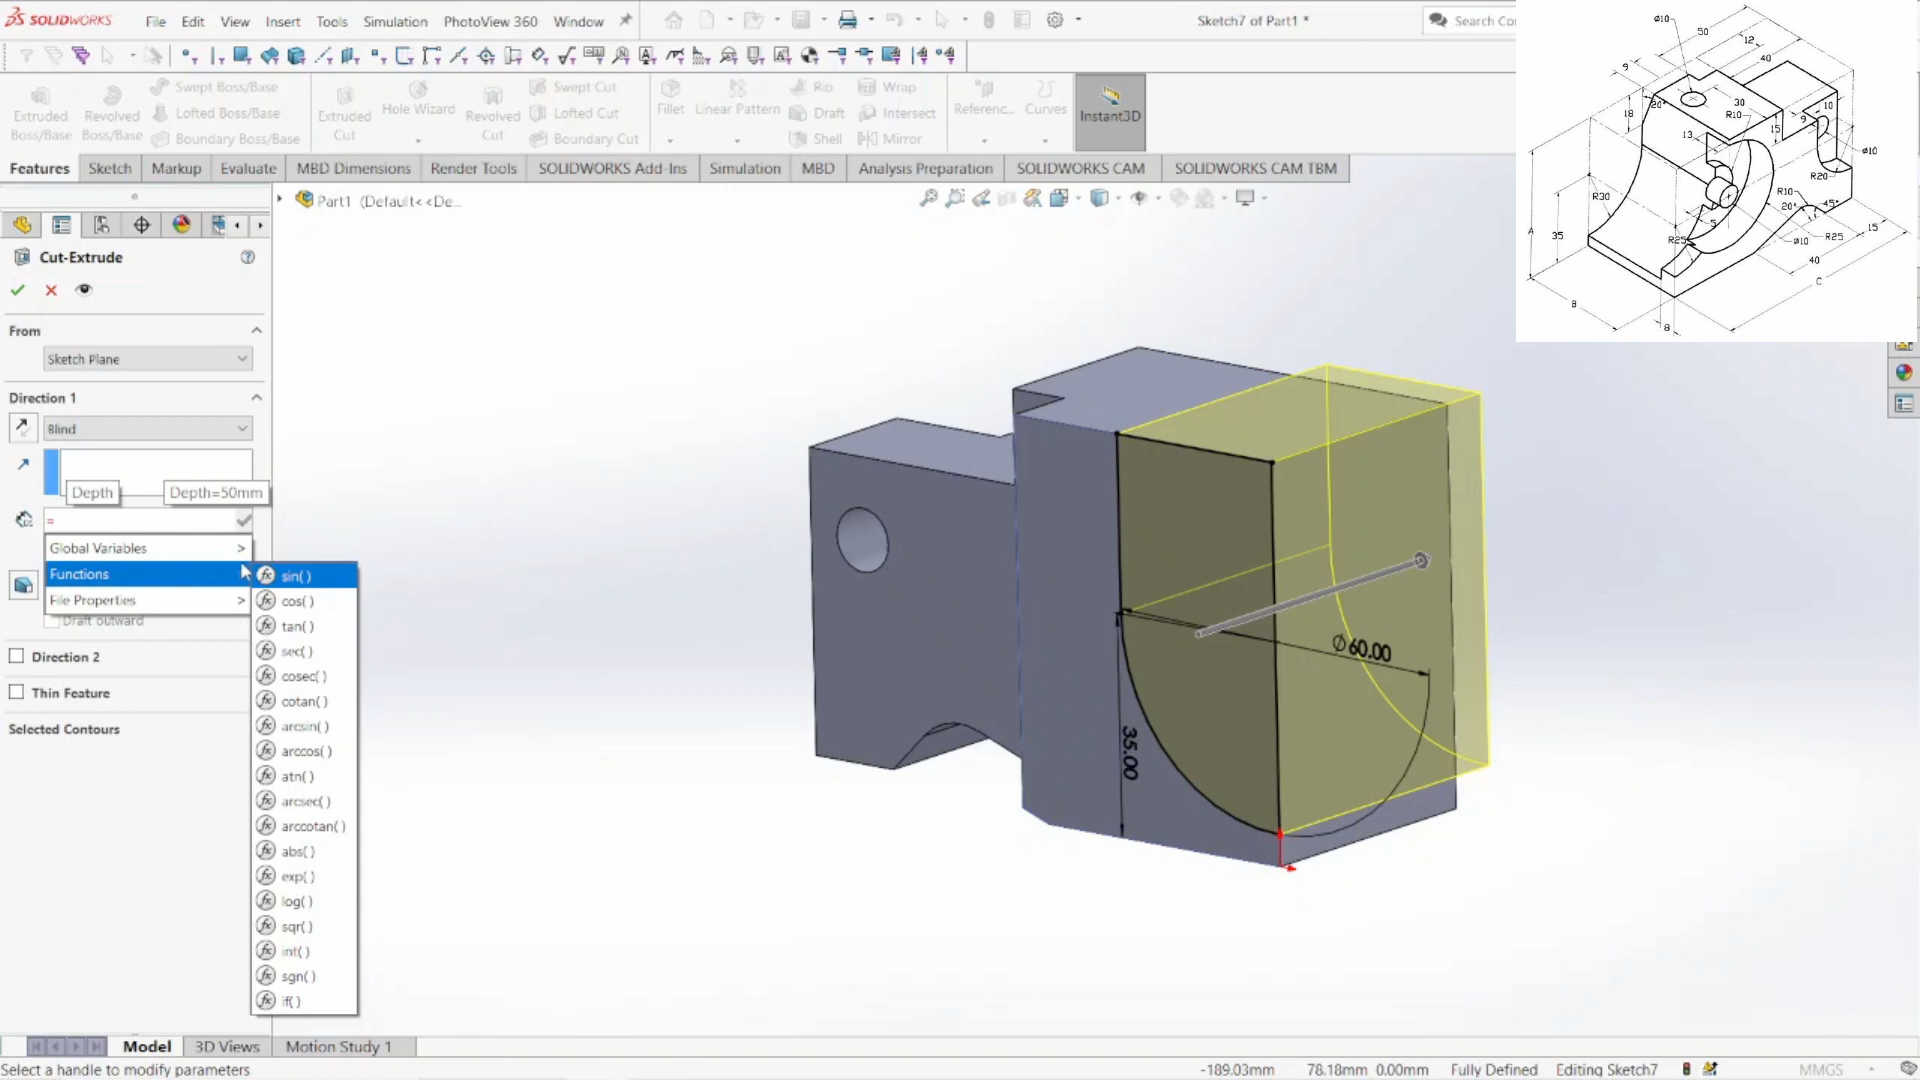 SOLIDWORKS File Edit View Insert Tools Simulation PhotoView 360 Window Sketch7 of Part1 * Search Co
Extruded Boss/Base
Revolved Boss/Base
Swept Boss/Base
Lofted Boss/Base
Boundary Boss/Base
Extruded Cut
Hole Wizard
Revolved Cut
Swept Cut
Lofted Cut
Boundary Cut
Fillet
Linear Pattern
Rib
Draft
Shell
Wrap
Intersect
Mirror
Referenc...
Curves
Instant3D
Features Sketch Markup Evaluate MBD Dimensions Render Tools SOLIDWORKS Add-Ins Simulation MBD Analysis Preparation SOLIDWORKS CAM SOLIDWORKS CAM TBM
Part1 (Default<<De...
Cut-Extrude
From
Sketch Plane
Direction 1
Blind
Depth Depth=50mm
=
Global Variables >
Functions
File Properties >
Draft outward
Direction 2
Thin Feature
Selected Contours
sin( )
cos( )
tan( )
sec( )
cosec( )
cotan( )
arcsin( )
arccos( )
atn( )
arcsec( )
arccotan( )
abs( )
exp( )
log( )
sqr( )
int( )
sgn( )
if( )
Ø60.00
35.00
Ø10
50
12
40
9
20°
30
R10
10
18
13
15
9
Ø10
R20
R30
R10
20°
45°
A
35
5
R25
Ø10
R25
15
40
C
B
8
Model 3D Views Motion Study 1
Select a handle to modify parameters -189.03mm 78.18mm 0.00mm Fully Defined Editing Sketch7 MMGS